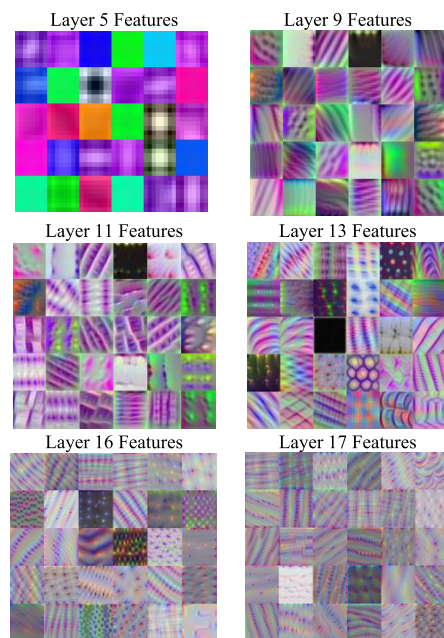 Layer 5 Features
Layer 9 Features
Layer 11 Features
Layer 13 Features
Layer 16 Features
Layer 17 Features